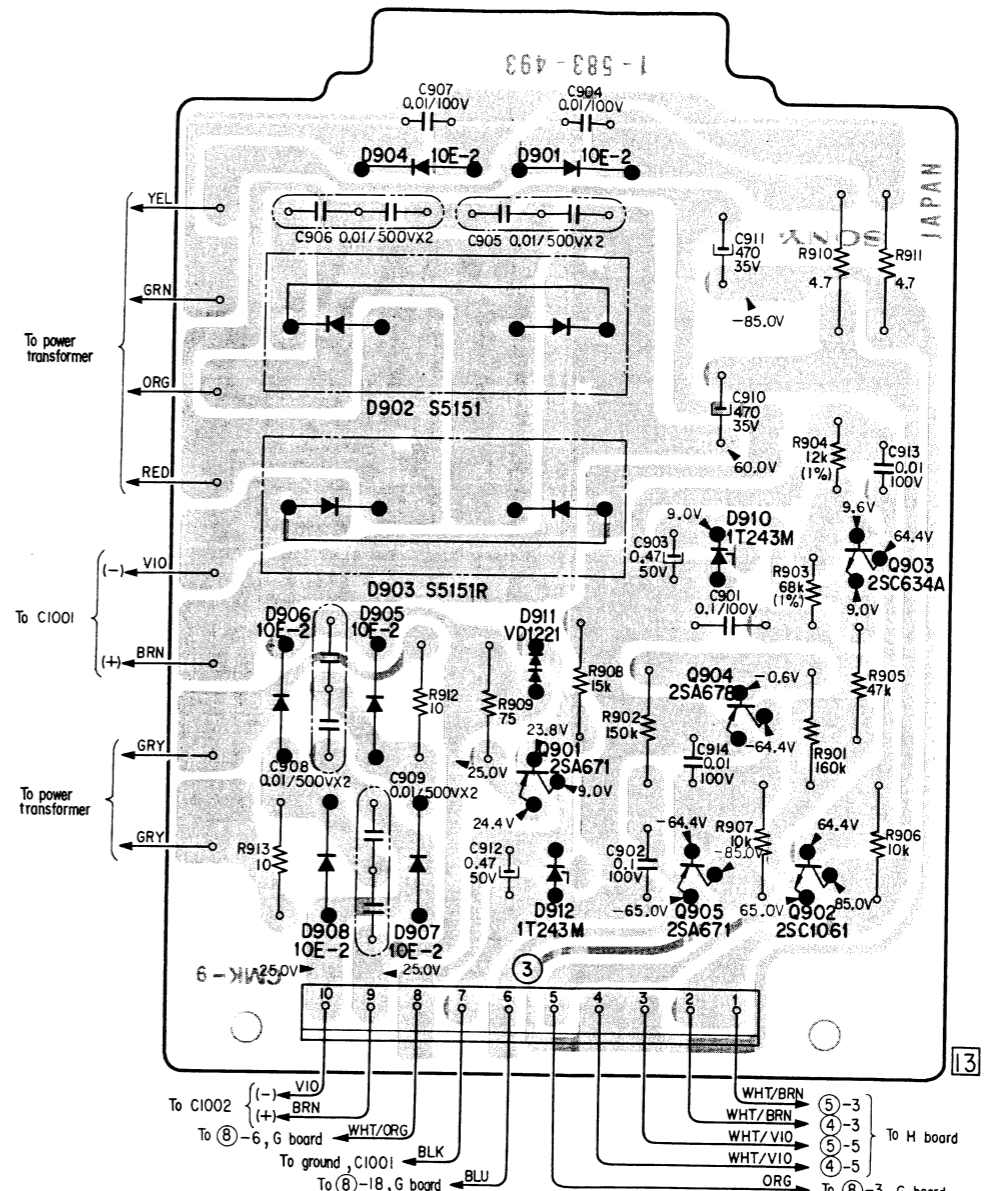 1-583-493
C907
0.01/100V
C904
0.01/100V
D904 10E-2
D901 10E-2
JAPAN
YEL
C906 0.01/500VX2
C905 0.01/500VX2
C911
470
35V
SONY
R910
4.7
R911
4.7
GRN
-85.0V
To power
transformer
ORG
D902 S5151
C910
470
35V
60.0V
R904
12k
(1%)
C913
0.01
100V
RED
9.6V
9.0V
D910
1T243M
64.4V
C903
0.47
50V
Q903
2SC634A
(-) VIO
D903 S5151R
R903
68k
(1%)
9.0V
C901
0.1/100V
To C1001
D906
10E-2
D905
10E-2
D911
VD1221
(+) BRN
R908
15k
Q904
2SA678
-0.6V
R905
47k
R912
10
R909
75
R902
150k
23.8V
-64.4V
Q901
2SA671
C914
0.01
100V
R901
160k
GRY
C908
0.01/500VX2
C909
0.01/500VX2
25.0V
9.0V
To power
transformer
24.4V
-64.4V
R907
10k
64.4V
R906
10k
GRY
R913
10
C912
0.47
50V
C902
0.1
100V
-85.0V
-65.0V
65.0V
85.0V
D912
1T243M
Q905
2SA671
Q902
2SC1061
D908
10E-2
D907
10E-2
3
CMK-9
-25.0V
25.0V
10 9 8 7 6 5 4 3 2 1
13
To C1002
(-) VIO
(+) BRN
To 8-6, G board WHT/ORG
To ground, C1001 BLK
To 8-18, G board BLU
WHT/BRN 5-3
WHT/BRN 4-3
WHT/VIO 5-5
WHT/VIO 4-5
To H board
ORG To 8-3, G board